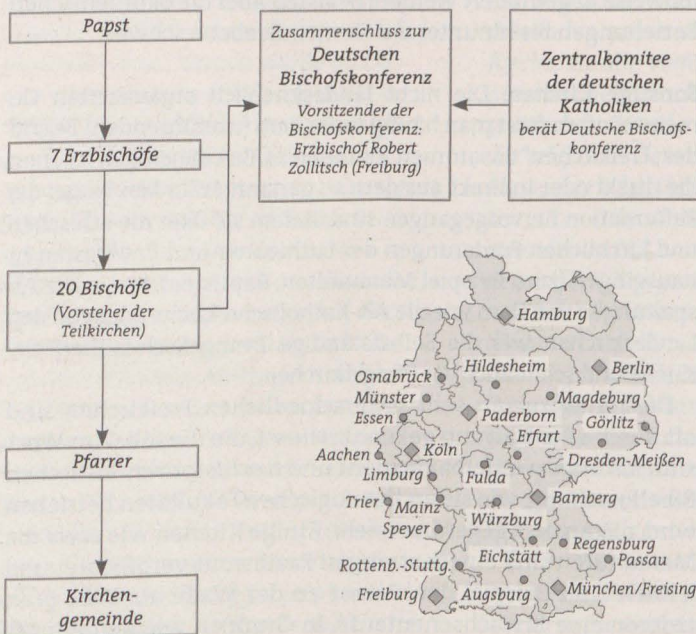 Papst
7 Erzbischöfe
20 Bischöfe
(Vorsteher der
Teilkirchen)
Pfarrer
Kirchen-
gemeinde
Zusammenschluss zur
Deutschen
Bischofskonferenz
Vorsitzender der
Bischofskonferenz:
Erzbischof Robert
Zollitsch (Freiburg)
Zentralkomitee
der deutschen
Katholiken
berät Deutsche Bischofs-
konferenz
Hamburg
Osnabrück
Hildesheim
Berlin
Münster
Magdeburg
Essen
Paderborn
Görlitz
Aachen
Köln
Erfurt
Dresden-Meißen
Limburg
Fulda
Trier
Mainz
Bamberg
Speyer
Würzburg
Regensburg
Rottenb.-Stuttg.
Eichstätt
Passau
Freiburg
Augsburg
München/Freising